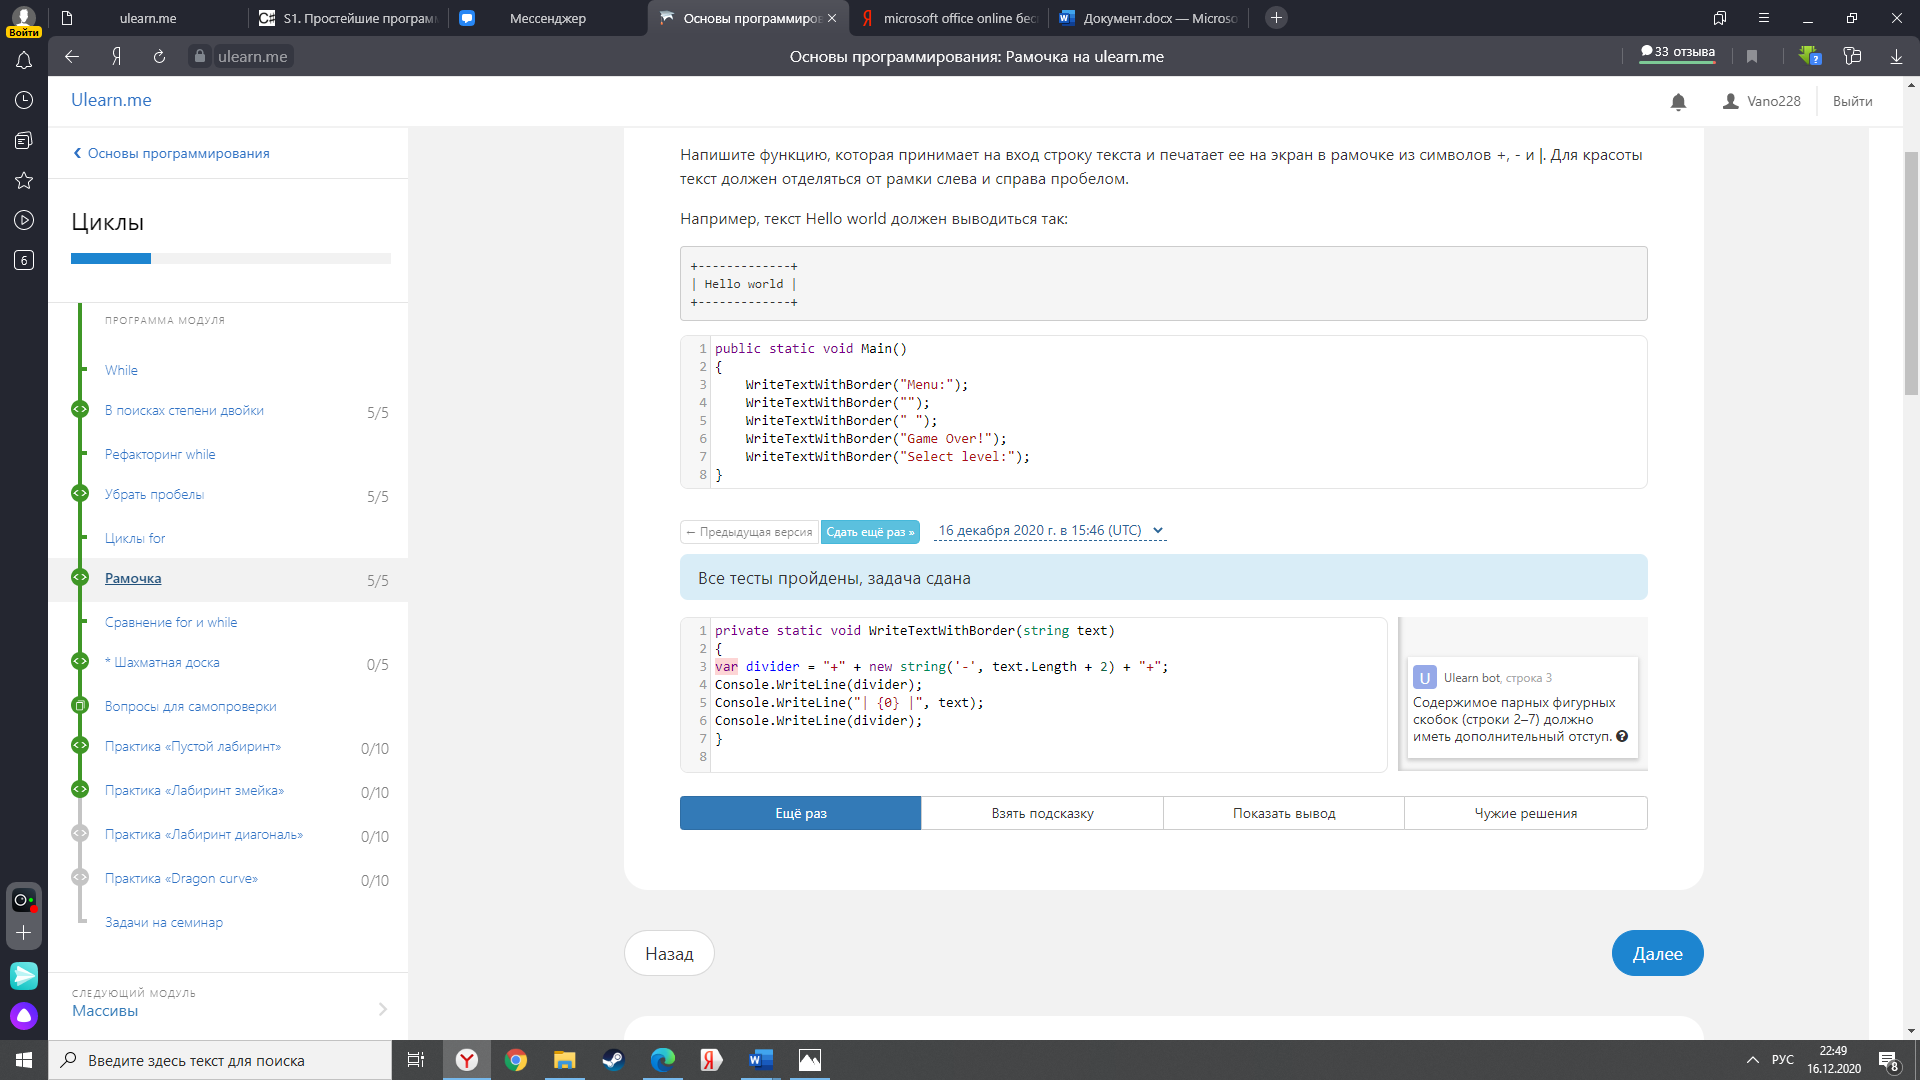 Войти
ulearn.me
S1. Простейшие програм
Мессенджер
Основы программиров
microsoft office online бес
Документ.docx — Micros
ulearn.me
Основы программирования: Рамочка на ulearn.me
33 отзыва
6
Ulearn.me
Vano228
Выйти
Основы программирования
Циклы
ПРОГРАММА МОДУЛЯ
While
В поисках степени двойки 5/5
Рефакторинг while
Убрать пробелы 5/5
Циклы for
Рамочка 5/5
Сравнение for и while
* Шахматная доска 0/5
Вопросы для самопроверки
Практика «Пустой лабиринт» 0/10
Практика «Лабиринт змейка» 0/10
Практика «Лабиринт диагональ» 0/10
Практика «Dragon curve» 0/10
Задачи на семинар
СЛЕДУЮЩИЙ МОДУЛЬ
Массивы
Напишите функцию, которая принимает на вход строку текста и печатает ее на экран в рамочке из символов +, - и |. Для красоты
текст должен отделяться от рамки слева и справа пробелом.
Например, текст Hello world должен выводиться так:
+-------------+
| Hello world |
+-------------+
1 public static void Main()
2 {
3     WriteTextWithBorder("Menu:");
4     WriteTextWithBorder("");
5     WriteTextWithBorder(" ");
6     WriteTextWithBorder("Game Over!");
7     WriteTextWithBorder("Select level:");
8 }
← Предыдущая версия Сдать ещё раз » 16 декабря 2020 г. в 15:46 (UTC)
Все тесты пройдены, задача сдана
1 private static void WriteTextWithBorder(string text)
2 {
3 var divider = "+" + new string('-', text.Length + 2) + "+";
4 Console.WriteLine(divider);
5 Console.WriteLine("| {0} |", text);
6 Console.WriteLine(divider);
7 }
8
U Ulearn bot, строка 3
Содержимое парных фигурных
скобок (строки 2–7) должно
иметь дополнительный отступ.
Ещё раз
Взять подсказку
Показать вывод
Чужие решения
Назад
Далее
Введите здесь текст для поиска
РУС
22:49
16.12.2020
8